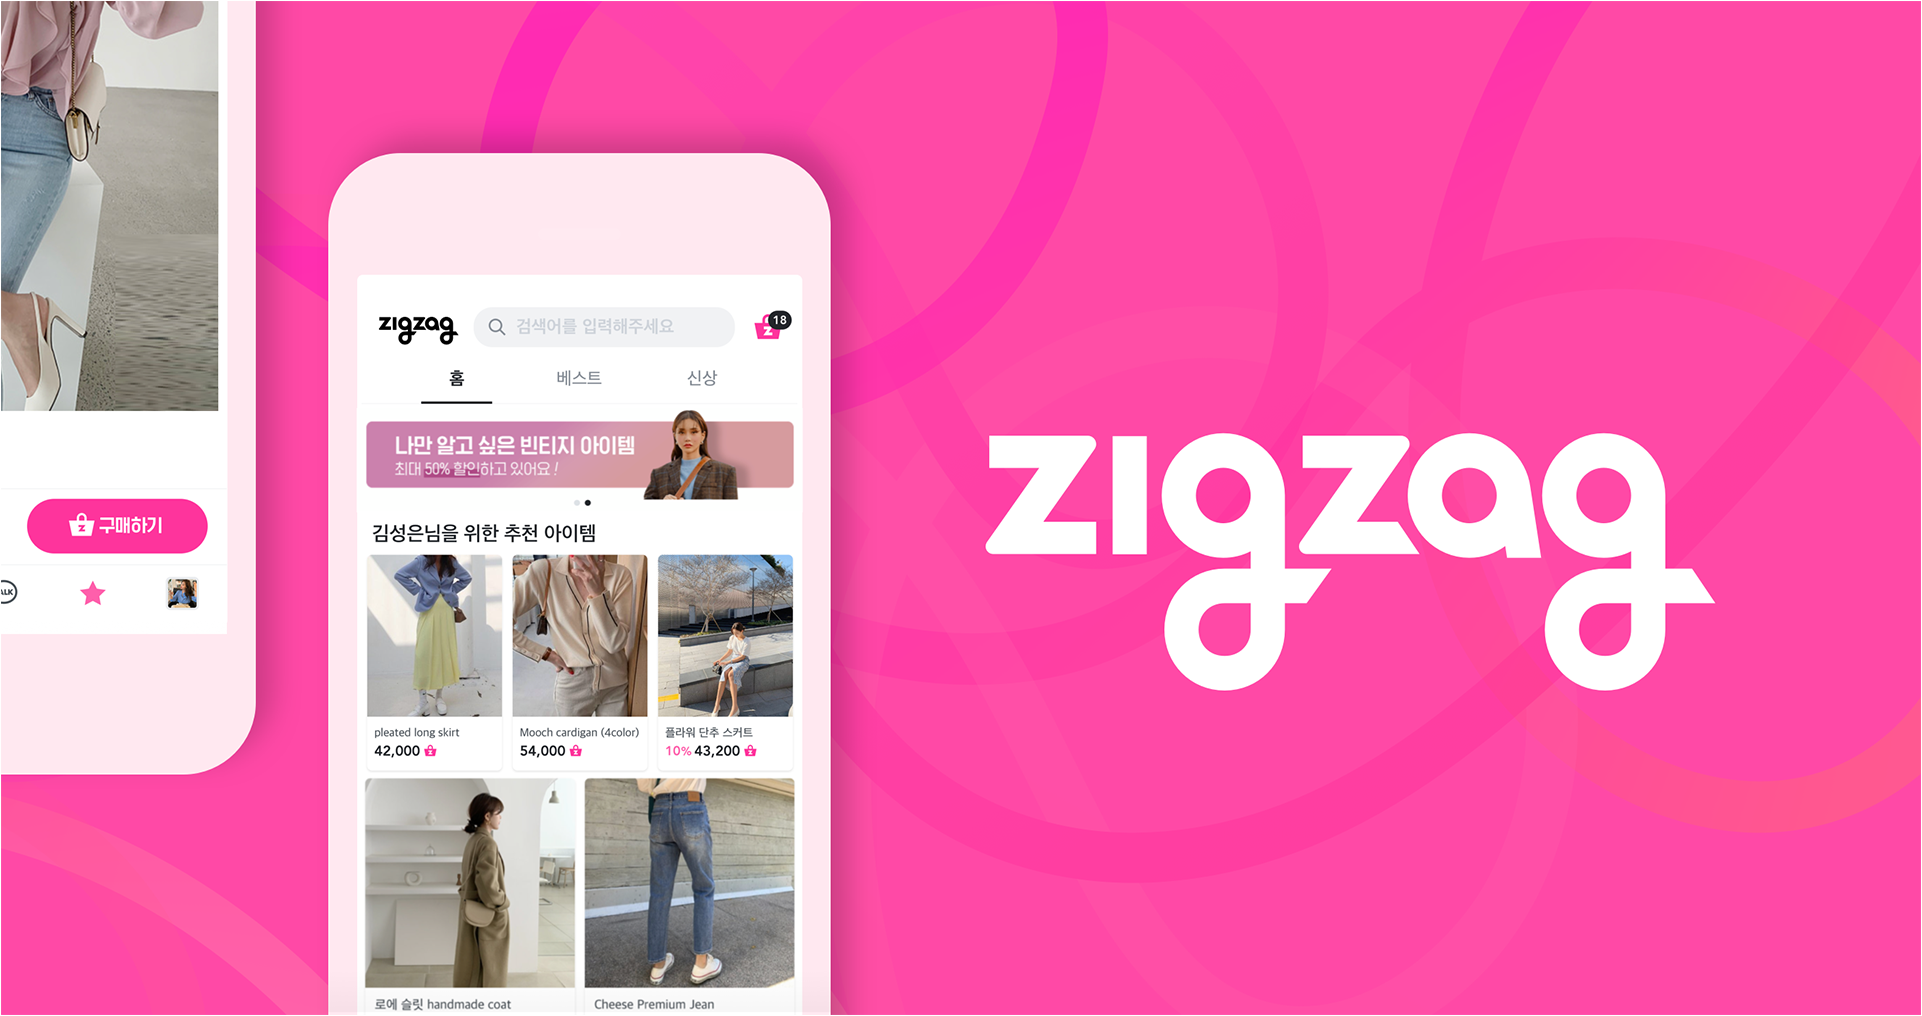 구매하기
zigzag
검색어를 입력해주세요
18
홈
베스트
신상
나만 알고 싶은 빈티지 아이템
최대 50% 할인하고 있어요!
김성은님을 위한 추천 아이템
pleated long skirt
42,000
Mooch cardigan (4color)
54,000
플라워 단추 스커트
10% 43,200
로에 슬릿 handmade coat
Cheese Premium Jean
zigzag